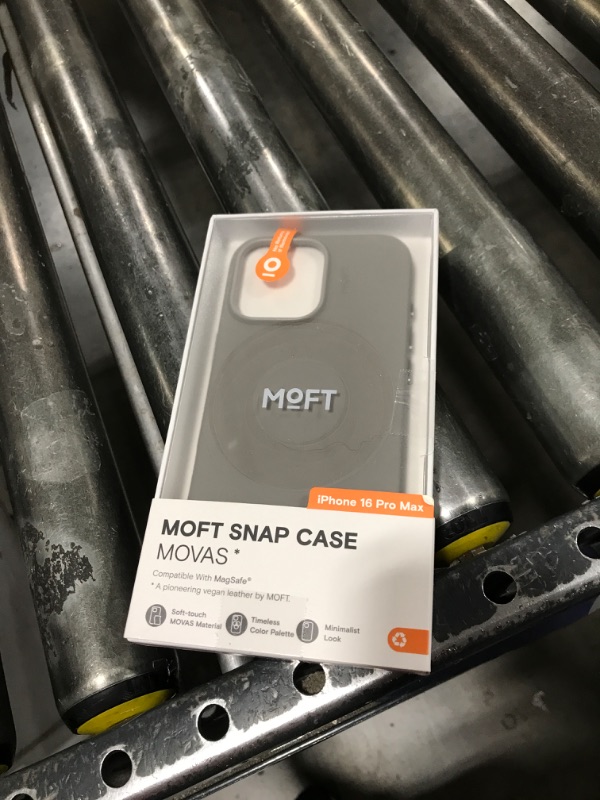 MOFT
iPhone 16 Pro Max
MOFT SNAP CASE
MOVAS *
Compatible With MagSafe®
* A pioneering vegan leather by MOFT.
Soft-touch
MOVAS Material
Timeless
Color Palette
Minimalist
Look